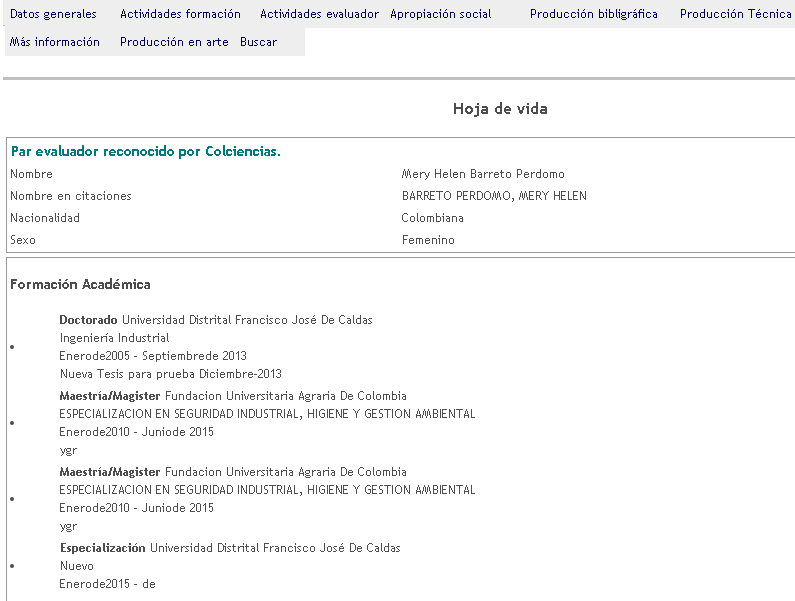 Datos generales Actividades formación Actividades evaluador Apropiación social Producción bibligráfica Producción Técnica
Más información Producción en arte Buscar
Hoja de vida
Par evaluador reconocido por Colciencias.
Nombre Mery Helen Barreto Perdomo
Nombre en citaciones BARRETO PERDOMO, MERY HELEN
Nacionalidad Colombiana
Sexo Femenino
Formación Académica
Doctorado Universidad Distrital Francisco José De Caldas
Ingeniería Industrial
Enerode2005 - Septiembrede 2013
Nueva Tesis para prueba Diciembre-2013
Maestría/Magister Fundacion Universitaria Agraria De Colombia
ESPECIALIZACION EN SEGURIDAD INDUSTRIAL, HIGIENE Y GESTION AMBIENTAL
Enerode2010 - Juniode 2015
ygr
Maestría/Magister Fundacion Universitaria Agraria De Colombia
ESPECIALIZACION EN SEGURIDAD INDUSTRIAL, HIGIENE Y GESTION AMBIENTAL
Enerode2010 - Juniode 2015
ygr
Especialización Universidad Distrital Francisco José De Caldas
Nuevo
Enerode2015 - de